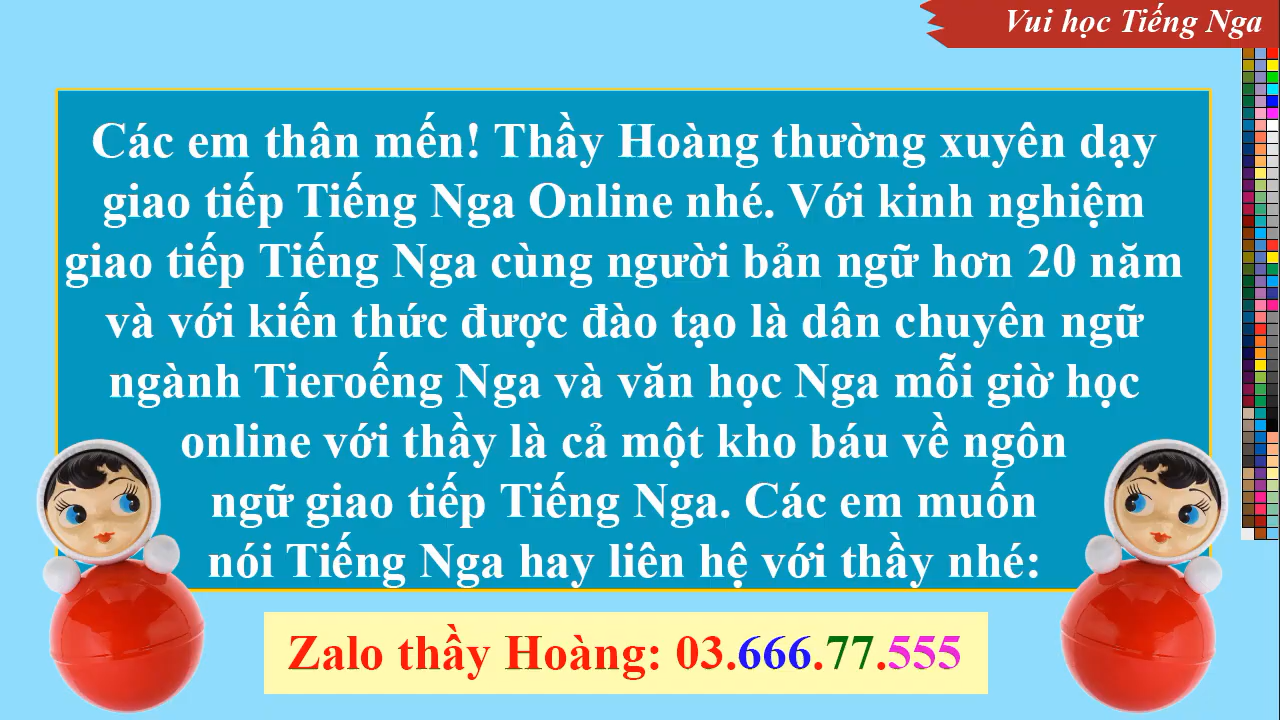 Vui học Tiếng Nga
Các em thân mến! Thầy Hoàng thường xuyên dạy
giao tiếp Tiếng Nga Online nhé. Với kinh nghiệm
giao tiếp Tiếng Nga cùng người bản ngữ hơn 20 năm
và với kiến thức được đào tạo là dân chuyên ngữ
ngành Tiегоếng Nga và văn học Nga mỗi giờ học
online với thầy là cả một kho báu về ngôn
ngữ giao tiếp Tiếng Nga. Các em muốn
nói Tiếng Nga hay liên hệ với thầy nhé:
Zalo thầy Hoàng: 03.666.77.555